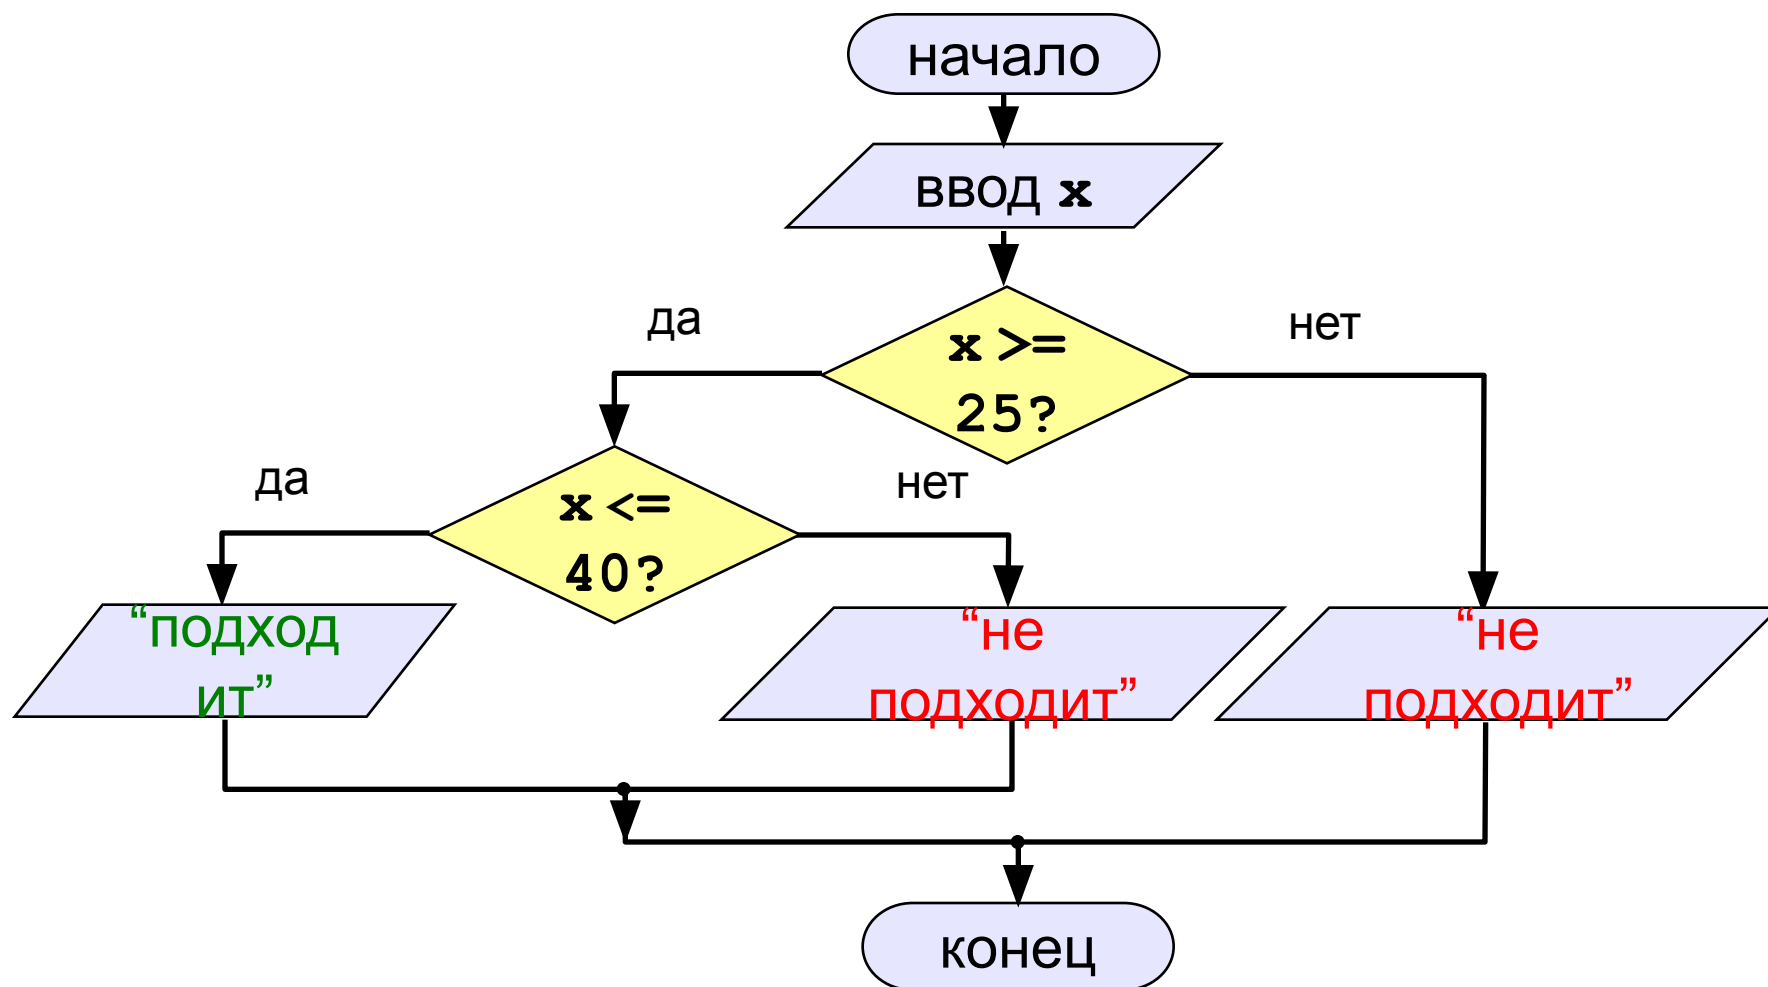 начало
ввод x
да
нет
x >=
25?
да
нет
x <=
40?
“подход
ит”
“не
подходит”
“не
подходит”
конец